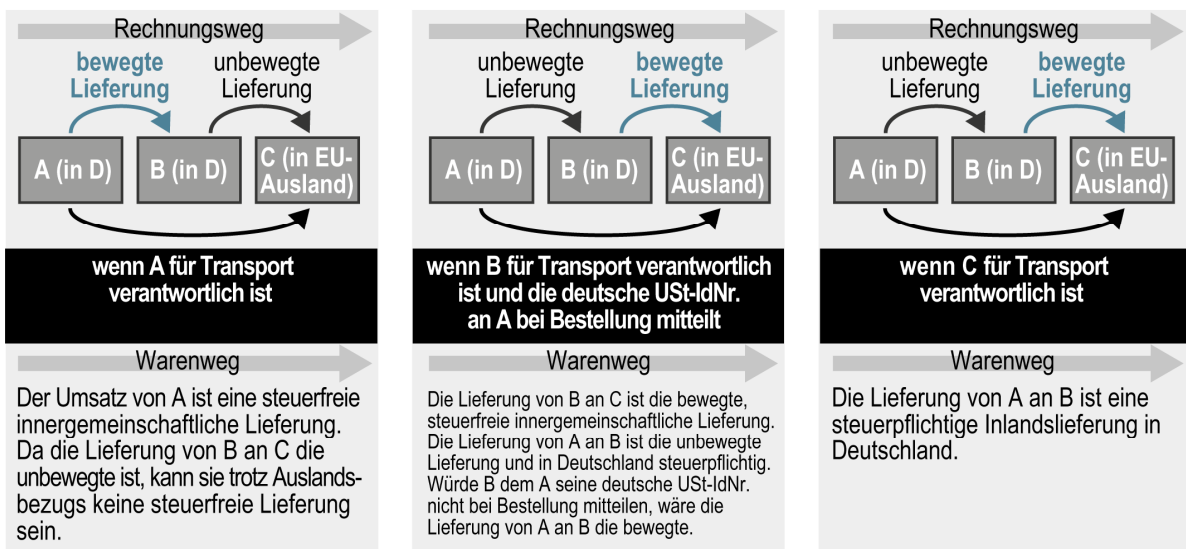 Rechnungsweg
bewegte
Lieferung
unbewegte
Lieferung
A (in D)
B (in D)
C (in EU-
Ausland)
wenn A für Transport
verantwortlich ist
Warenweg
Der Umsatz von A ist eine steuerfreie
innergemeinschaftliche Lieferung.
Da die Lieferung von B an C die
unbewegte ist, kann sie trotz Auslands-
bezugs keine steuerfreie Lieferung
sein.
Rechnungsweg
unbewegte
Lieferung
bewegte
Lieferung
A (in D)
B (in D)
C (in EU-
Ausland)
wenn B für Transport verantwortlich
ist und die deutsche USt-IdNr.
an A bei Bestellung mitteilt
Warenweg
Die Lieferung von B an C ist die bewegte,
steuerfreie innergemeinschaftliche Lieferung.
Die Lieferung von A an B ist die unbewegte
Lieferung und in Deutschland steuerpflichtig.
Würde B dem A seine deutsche USt-IdNr.
nicht bei Bestellung mitteilen, wäre die
Lieferung von A an B die bewegte.
Rechnungsweg
unbewegte
Lieferung
bewegte
Lieferung
A (in D)
B (in D)
C (in EU-
Ausland)
wenn C für Transport
verantwortlich ist
Warenweg
Die Lieferung von A an B ist eine
steuerpflichtige Inlandslieferung in
Deutschland.